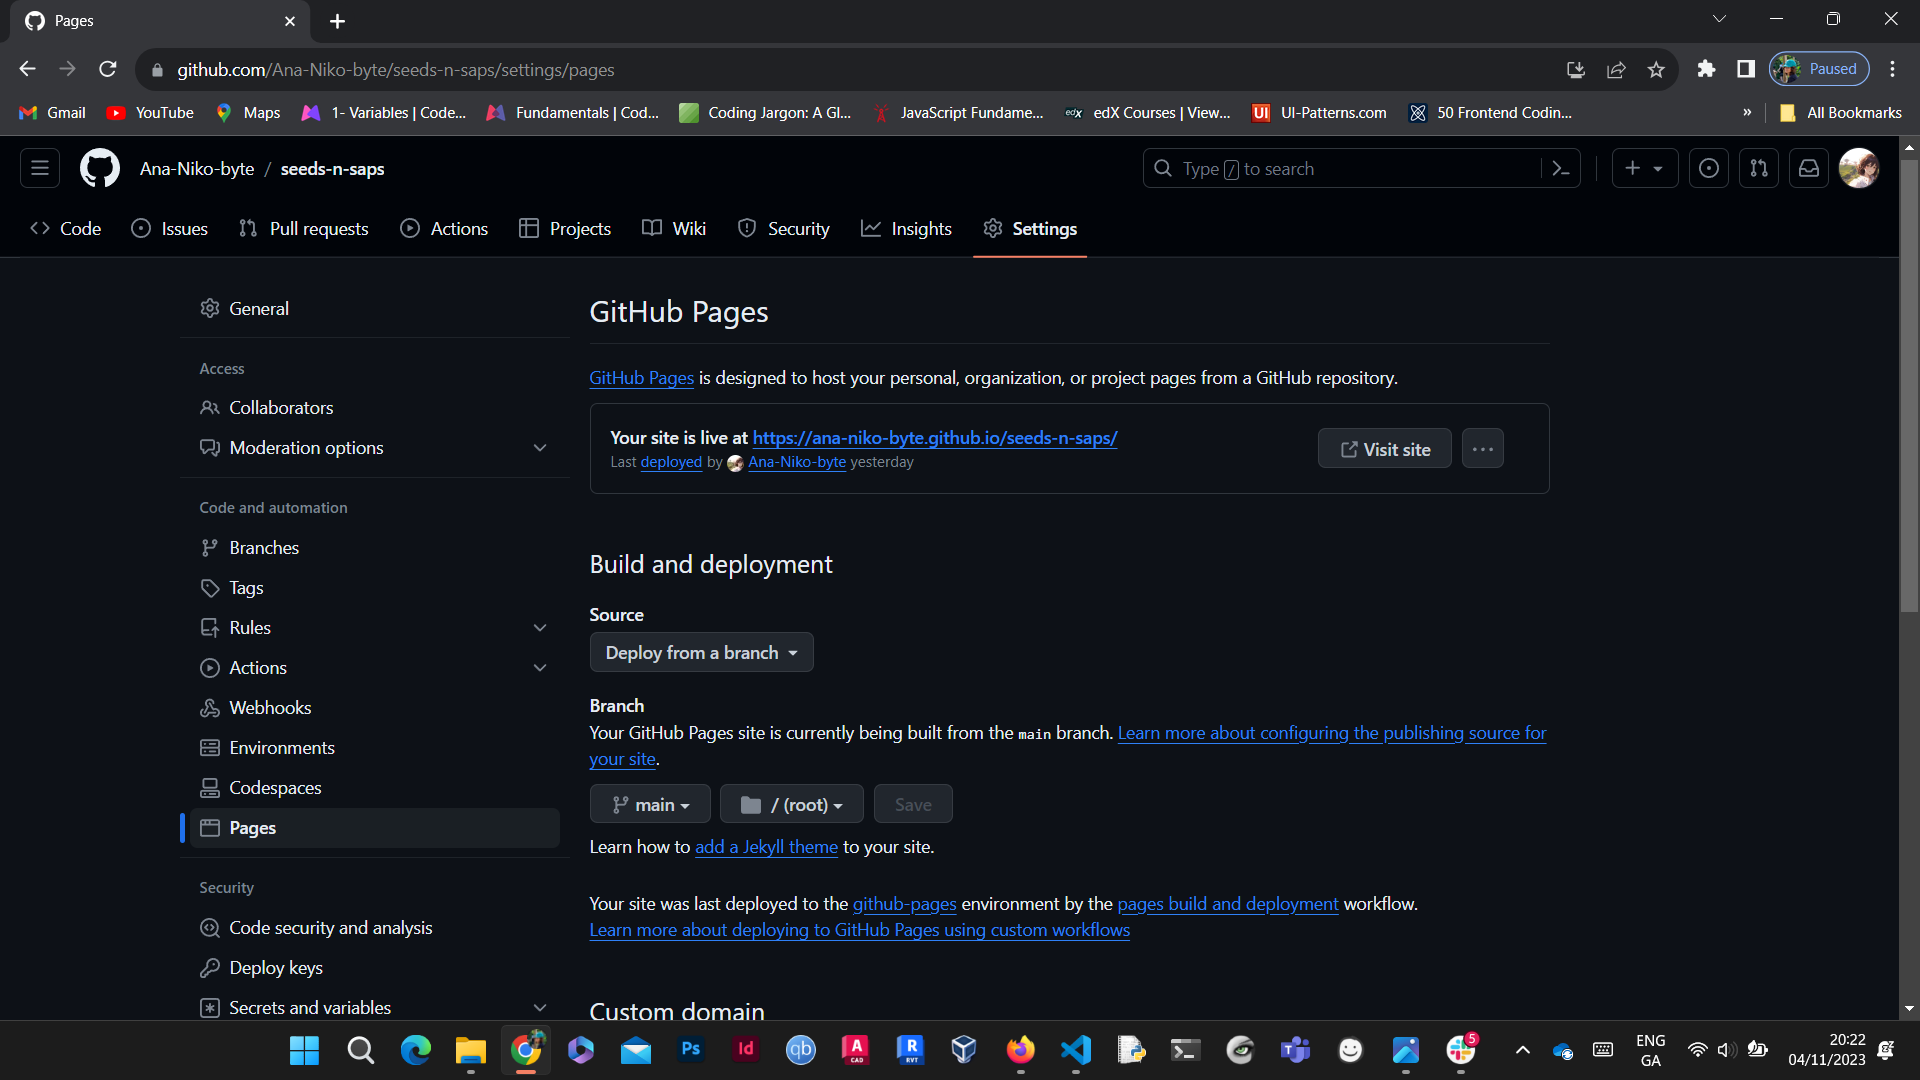 Pages
github.com/Ana-Niko-byte/seeds-n-saps/settings/pages
Paused
Gmail
YouTube
Maps
1- Variables | Code...
Fundamentals | Cod...
Coding Jargon: A Gl...
JavaScript Fundame...
edX
edX Courses | View...
UI
UI-Patterns.com
50 Frontend Codin...
»
All Bookmarks
Ana-Niko-byte / seeds-n-saps
Type / to search
Code
Issues
Pull requests
Actions
Projects
Wiki
Security
Insights
Settings
General
Access
Collaborators
Moderation options
Code and automation
Branches
Tags
Rules
Actions
Webhooks
Environments
Codespaces
Pages
Security
Code security and analysis
Deploy keys
Secrets and variables
GitHub Pages
GitHub Pages is designed to host your personal, organization, or project pages from a GitHub repository.
Your site is live at https://ana-niko-byte.github.io/seeds-n-saps/
Last deployed by Ana-Niko-byte yesterday
Visit site
Build and deployment
Source
Deploy from a branch
Branch
Your GitHub Pages site is currently being built from the main branch. Learn more about configuring the publishing source for
your site.
main
/ (root)
Save
Learn how to add a Jekyll theme to your site.
Your site was last deployed to the github-pages environment by the pages build and deployment workflow.
Learn more about deploying to GitHub Pages using custom workflows
Custom domain
Ps
Id
qb
A
CAD
R
RVT
5
ENG
GA
20:22
04/11/2023